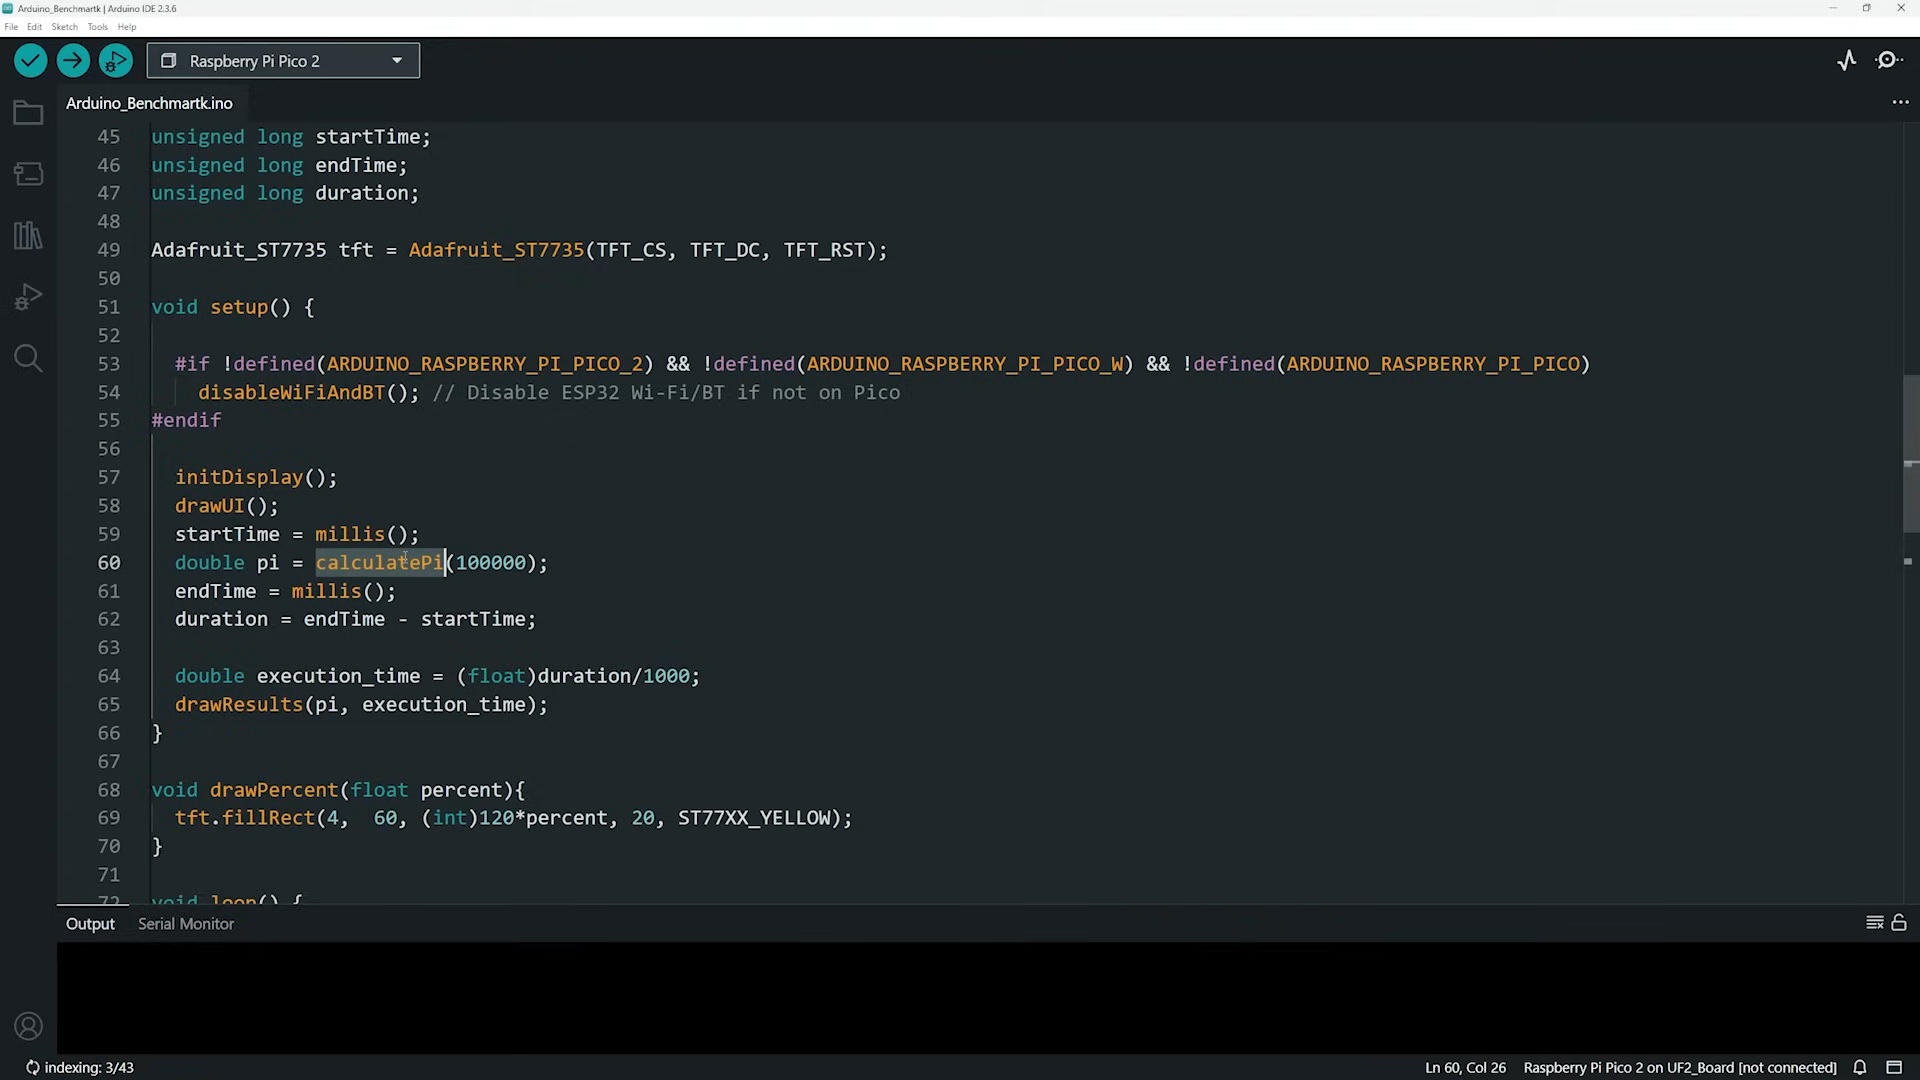 Arduino_Benchmartk | Arduino IDE 2.3.6
File Edit Sketch Tools Help
Raspberry Pi Pico 2
Arduino_Benchmartk.ino
45 unsigned long startTime;
46 unsigned long endTime;
47 unsigned long duration;
48
49 Adafruit_ST7735 tft = Adafruit_ST7735(TFT_CS, TFT_DC, TFT_RST);
50
51 void setup() {
52
53 #if !defined(ARDUINO_RASPBERRY_PI_PICO_2) && !defined(ARDUINO_RASPBERRY_PI_PICO_W) && !defined(ARDUINO_RASPBERRY_PI_PICO)
54 disableWiFiAndBT(); // Disable ESP32 Wi-Fi/BT if not on Pico
55 #endif
56
57 initDisplay();
58 drawUI();
59 startTime = millis();
60 double pi = calculatePi(100000);
61 endTime = millis();
62 duration = endTime - startTime;
63
64 double execution_time = (float)duration/1000;
65 drawResults(pi, execution_time);
66 }
67
68 void drawPercent(float percent){
69 tft.fillRect(4, 60, (int)120*percent, 20, ST77XX_YELLOW);
70 }
71
72 void loop() {
Output Serial Monitor
indexing: 3/43
Ln 60, Col 26 Raspberry Pi Pico 2 on UF2_Board [not connected]